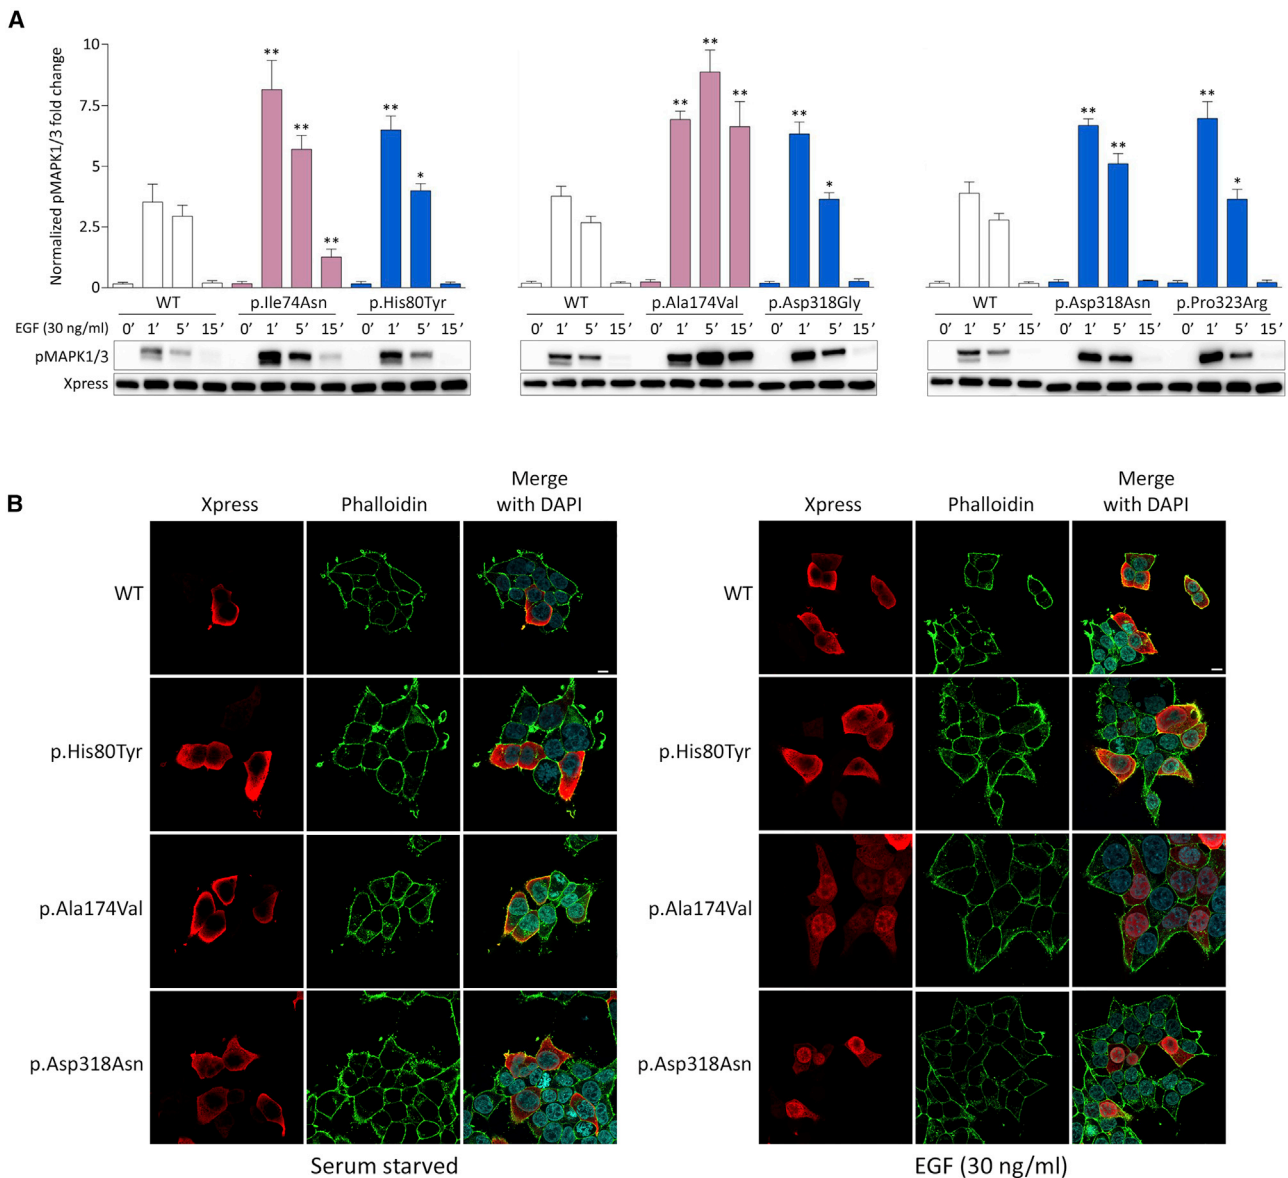 A
Normalized pMAPK1/3 fold change
10
7.5
5
2.5
0
** ** ** ** *
** ** ** ** *
** ** ** *
WT p.Ile74Asn p.His80Tyr
WT p.Ala174Val p.Asp318Gly
WT p.Asp318Asn p.Pro323Arg
EGF (30 ng/ml) 0′ 1′ 5′ 15′ 0′ 1′ 5′ 15′ 0′ 1′ 5′ 15′
0′ 1′ 5′ 15′ 0′ 1′ 5′ 15′ 0′ 1′ 5′ 15′
0′ 1′ 5′ 15′ 0′ 1′ 5′ 15′ 0′ 1′ 5′ 15′
pMAPK1/3
Xpress
B
Xpress Phalloidin Merge with DAPI
WT
p.His80Tyr
p.Ala174Val
p.Asp318Asn
Serum starved
Xpress Phalloidin Merge with DAPI
WT
p.His80Tyr
p.Ala174Val
p.Asp318Asn
EGF (30 ng/ml)